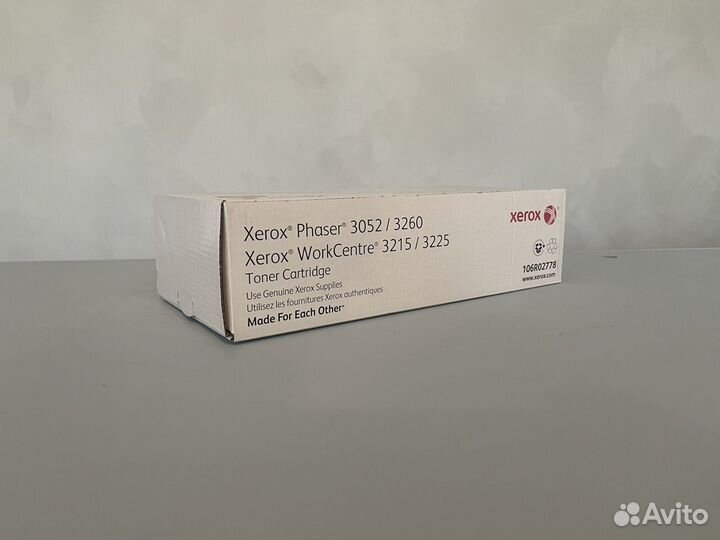 Xerox® Phaser® 3052 / 3260
Xerox® WorkCentre® 3215 / 3225
Toner Cartridge
Use Genuine Xerox Supplies
Utilisez les fournitures Xerox authentiques
Made For Each Other™
xerox
106R02778
www.xerox.com
Avito